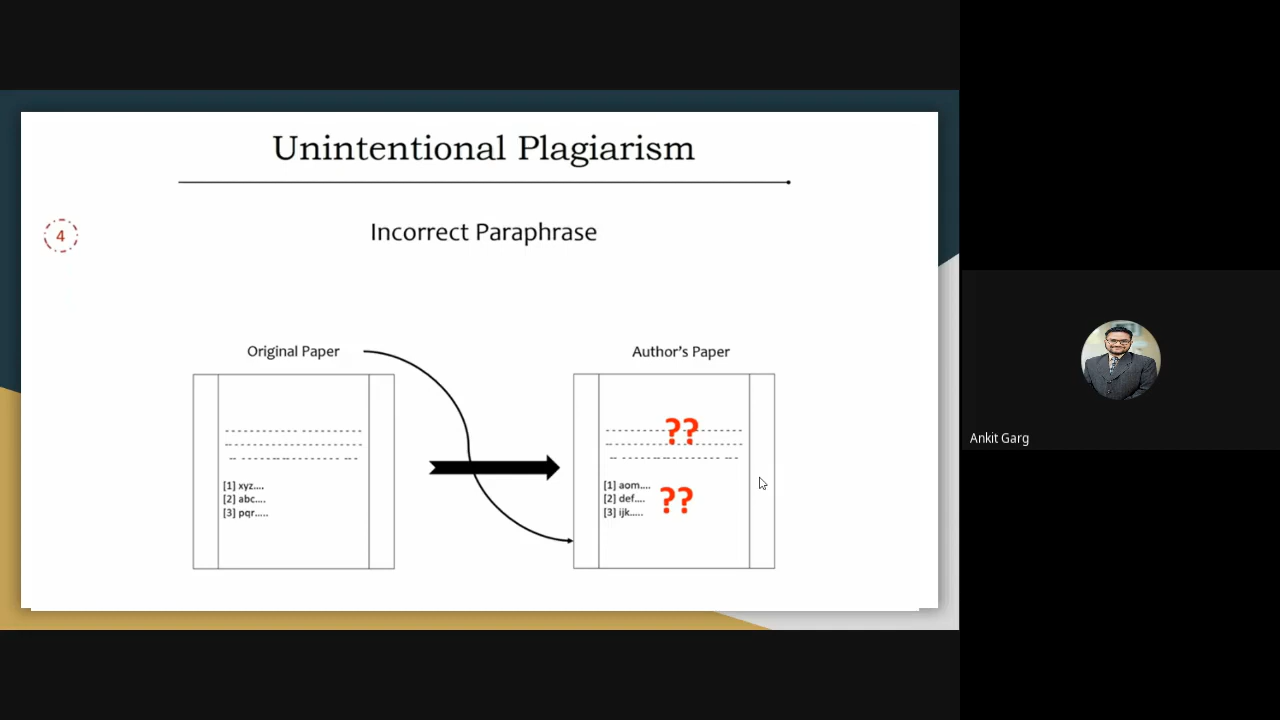 Unintentional Plagiarism
4
Incorrect Paraphrase
Original Paper
Author's Paper
??
[1] xyz....
[2] abc....
[3] pqr.....
[1] aom....
[2] def....
[3] ijk.....
??
Ankit Garg